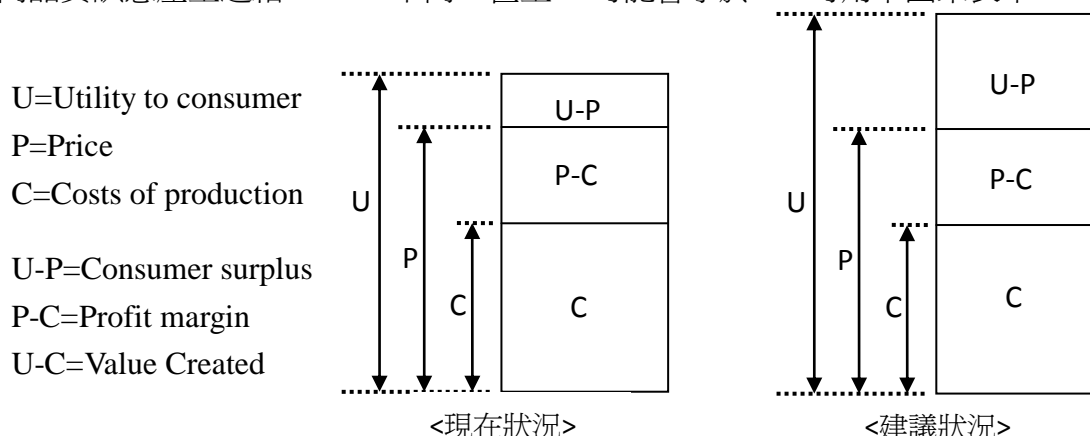 U=Utility to consumer
P=Price
C=Costs of production
U-P=Consumer surplus
P-C=Profit margin
U-C=Value Created
U
P
C
U-P
P-C
C
<現在狀況>
U
P
C
U-P
P-C
C
<建議狀況>